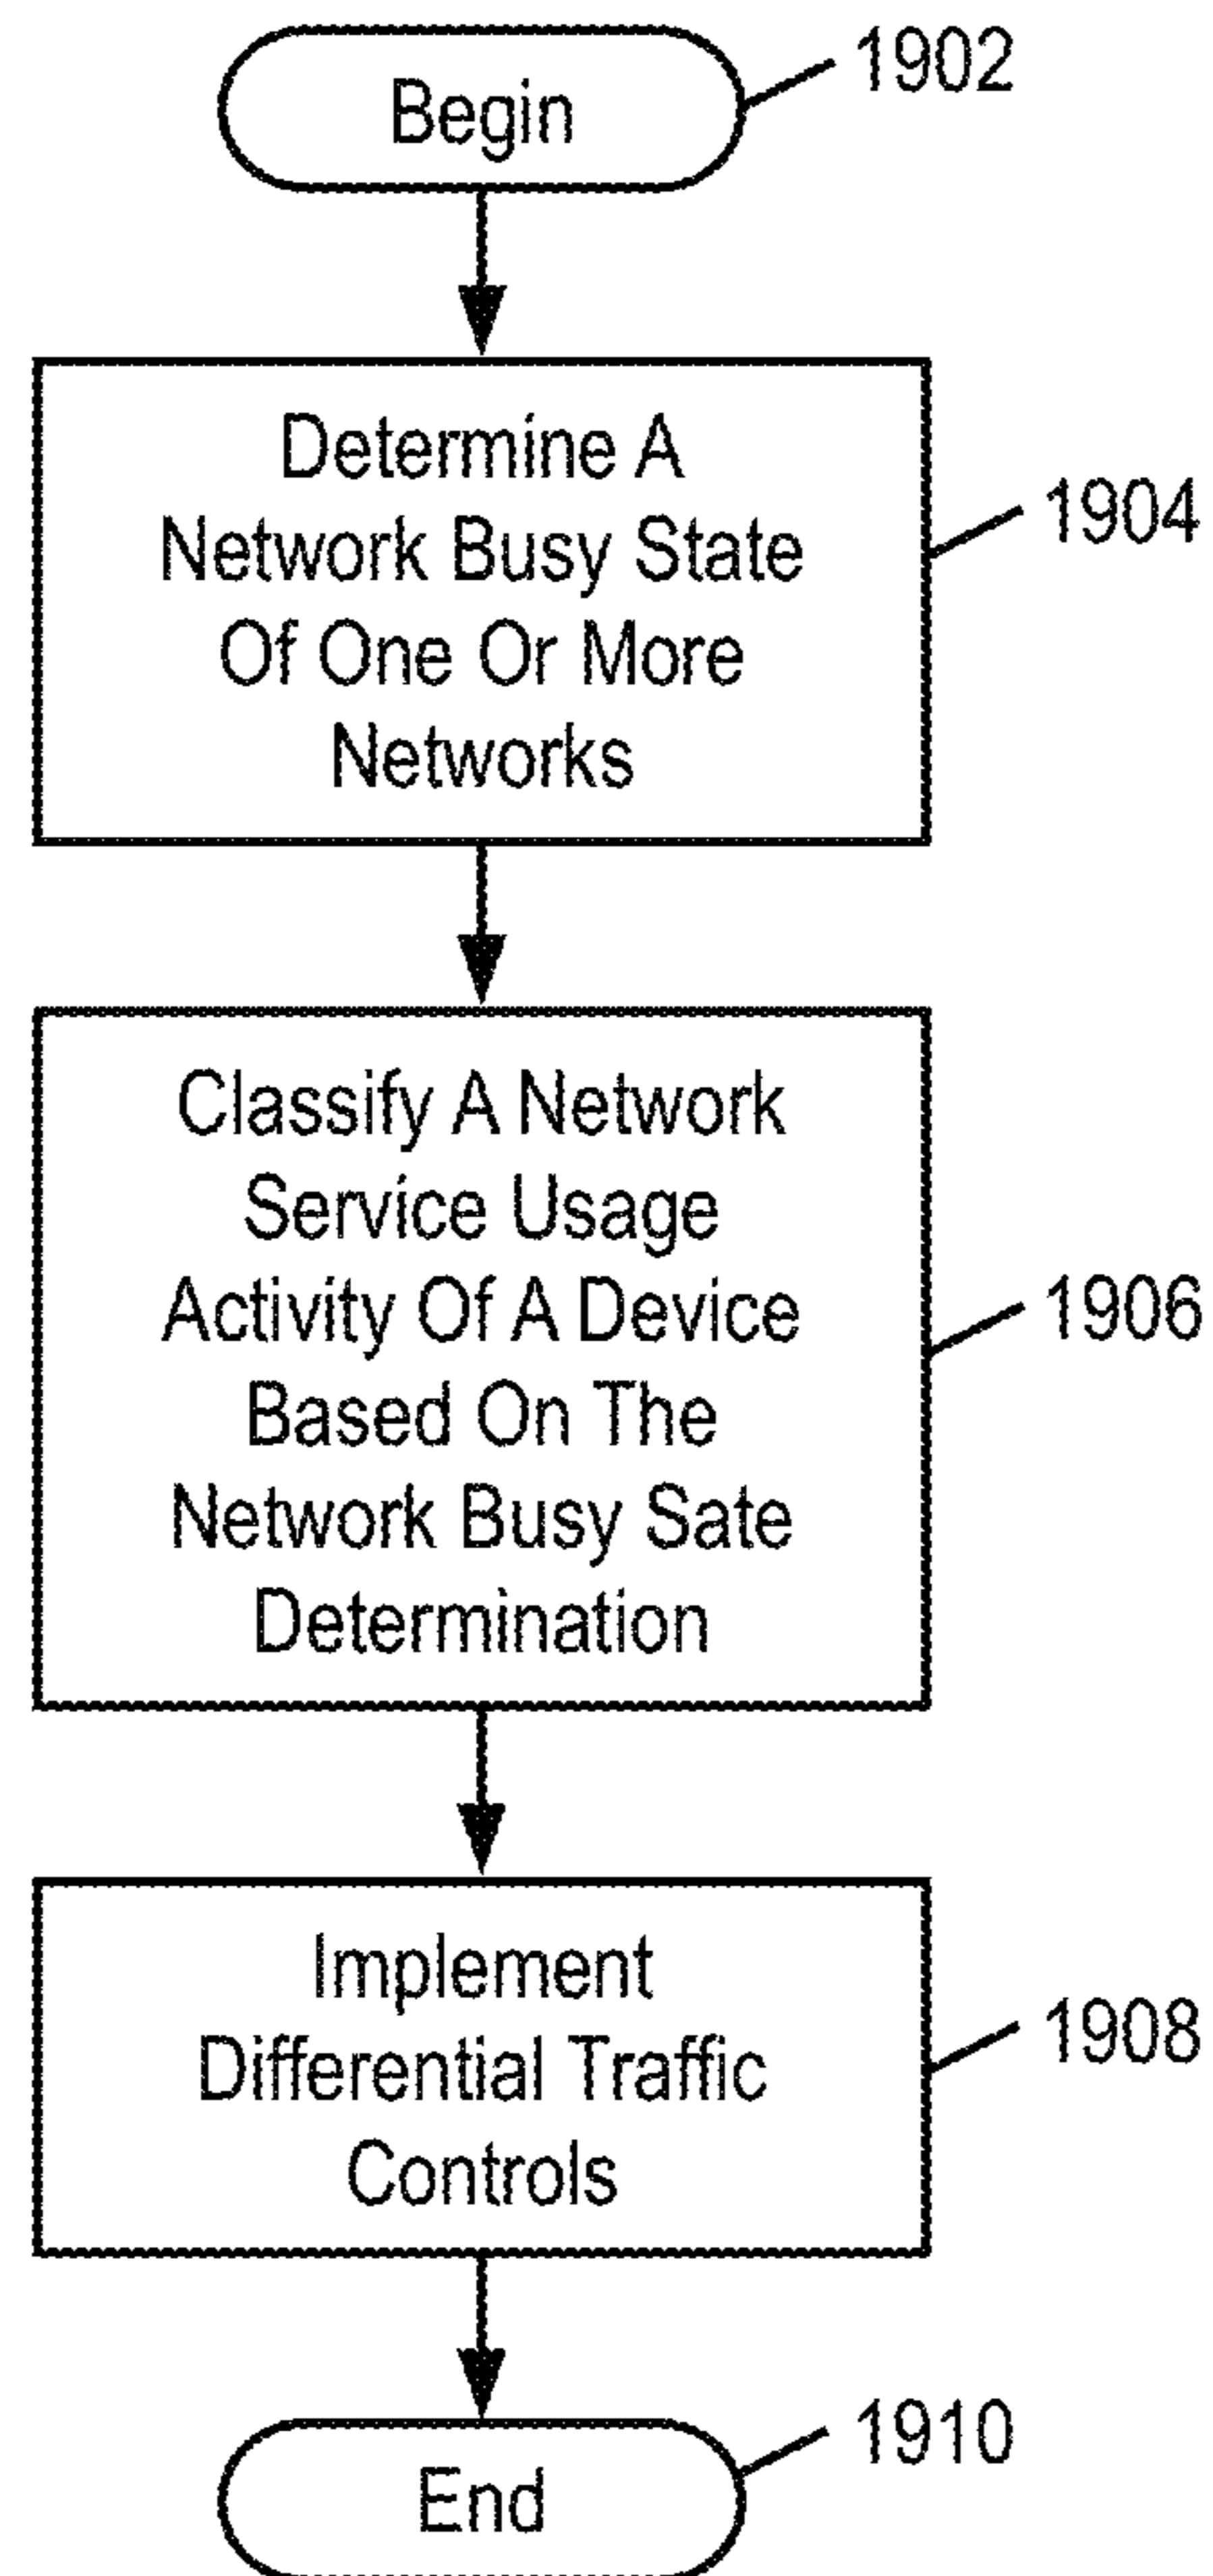 Begin
1902
Determine A
Network Busy State
Of One Or More
Networks
1904
Classify A Network
Service Usage
Activity Of A Device
Based On The
Network Busy Sate
Determination
1906
Implement
Differential Traffic
Controls
1908
End
1910